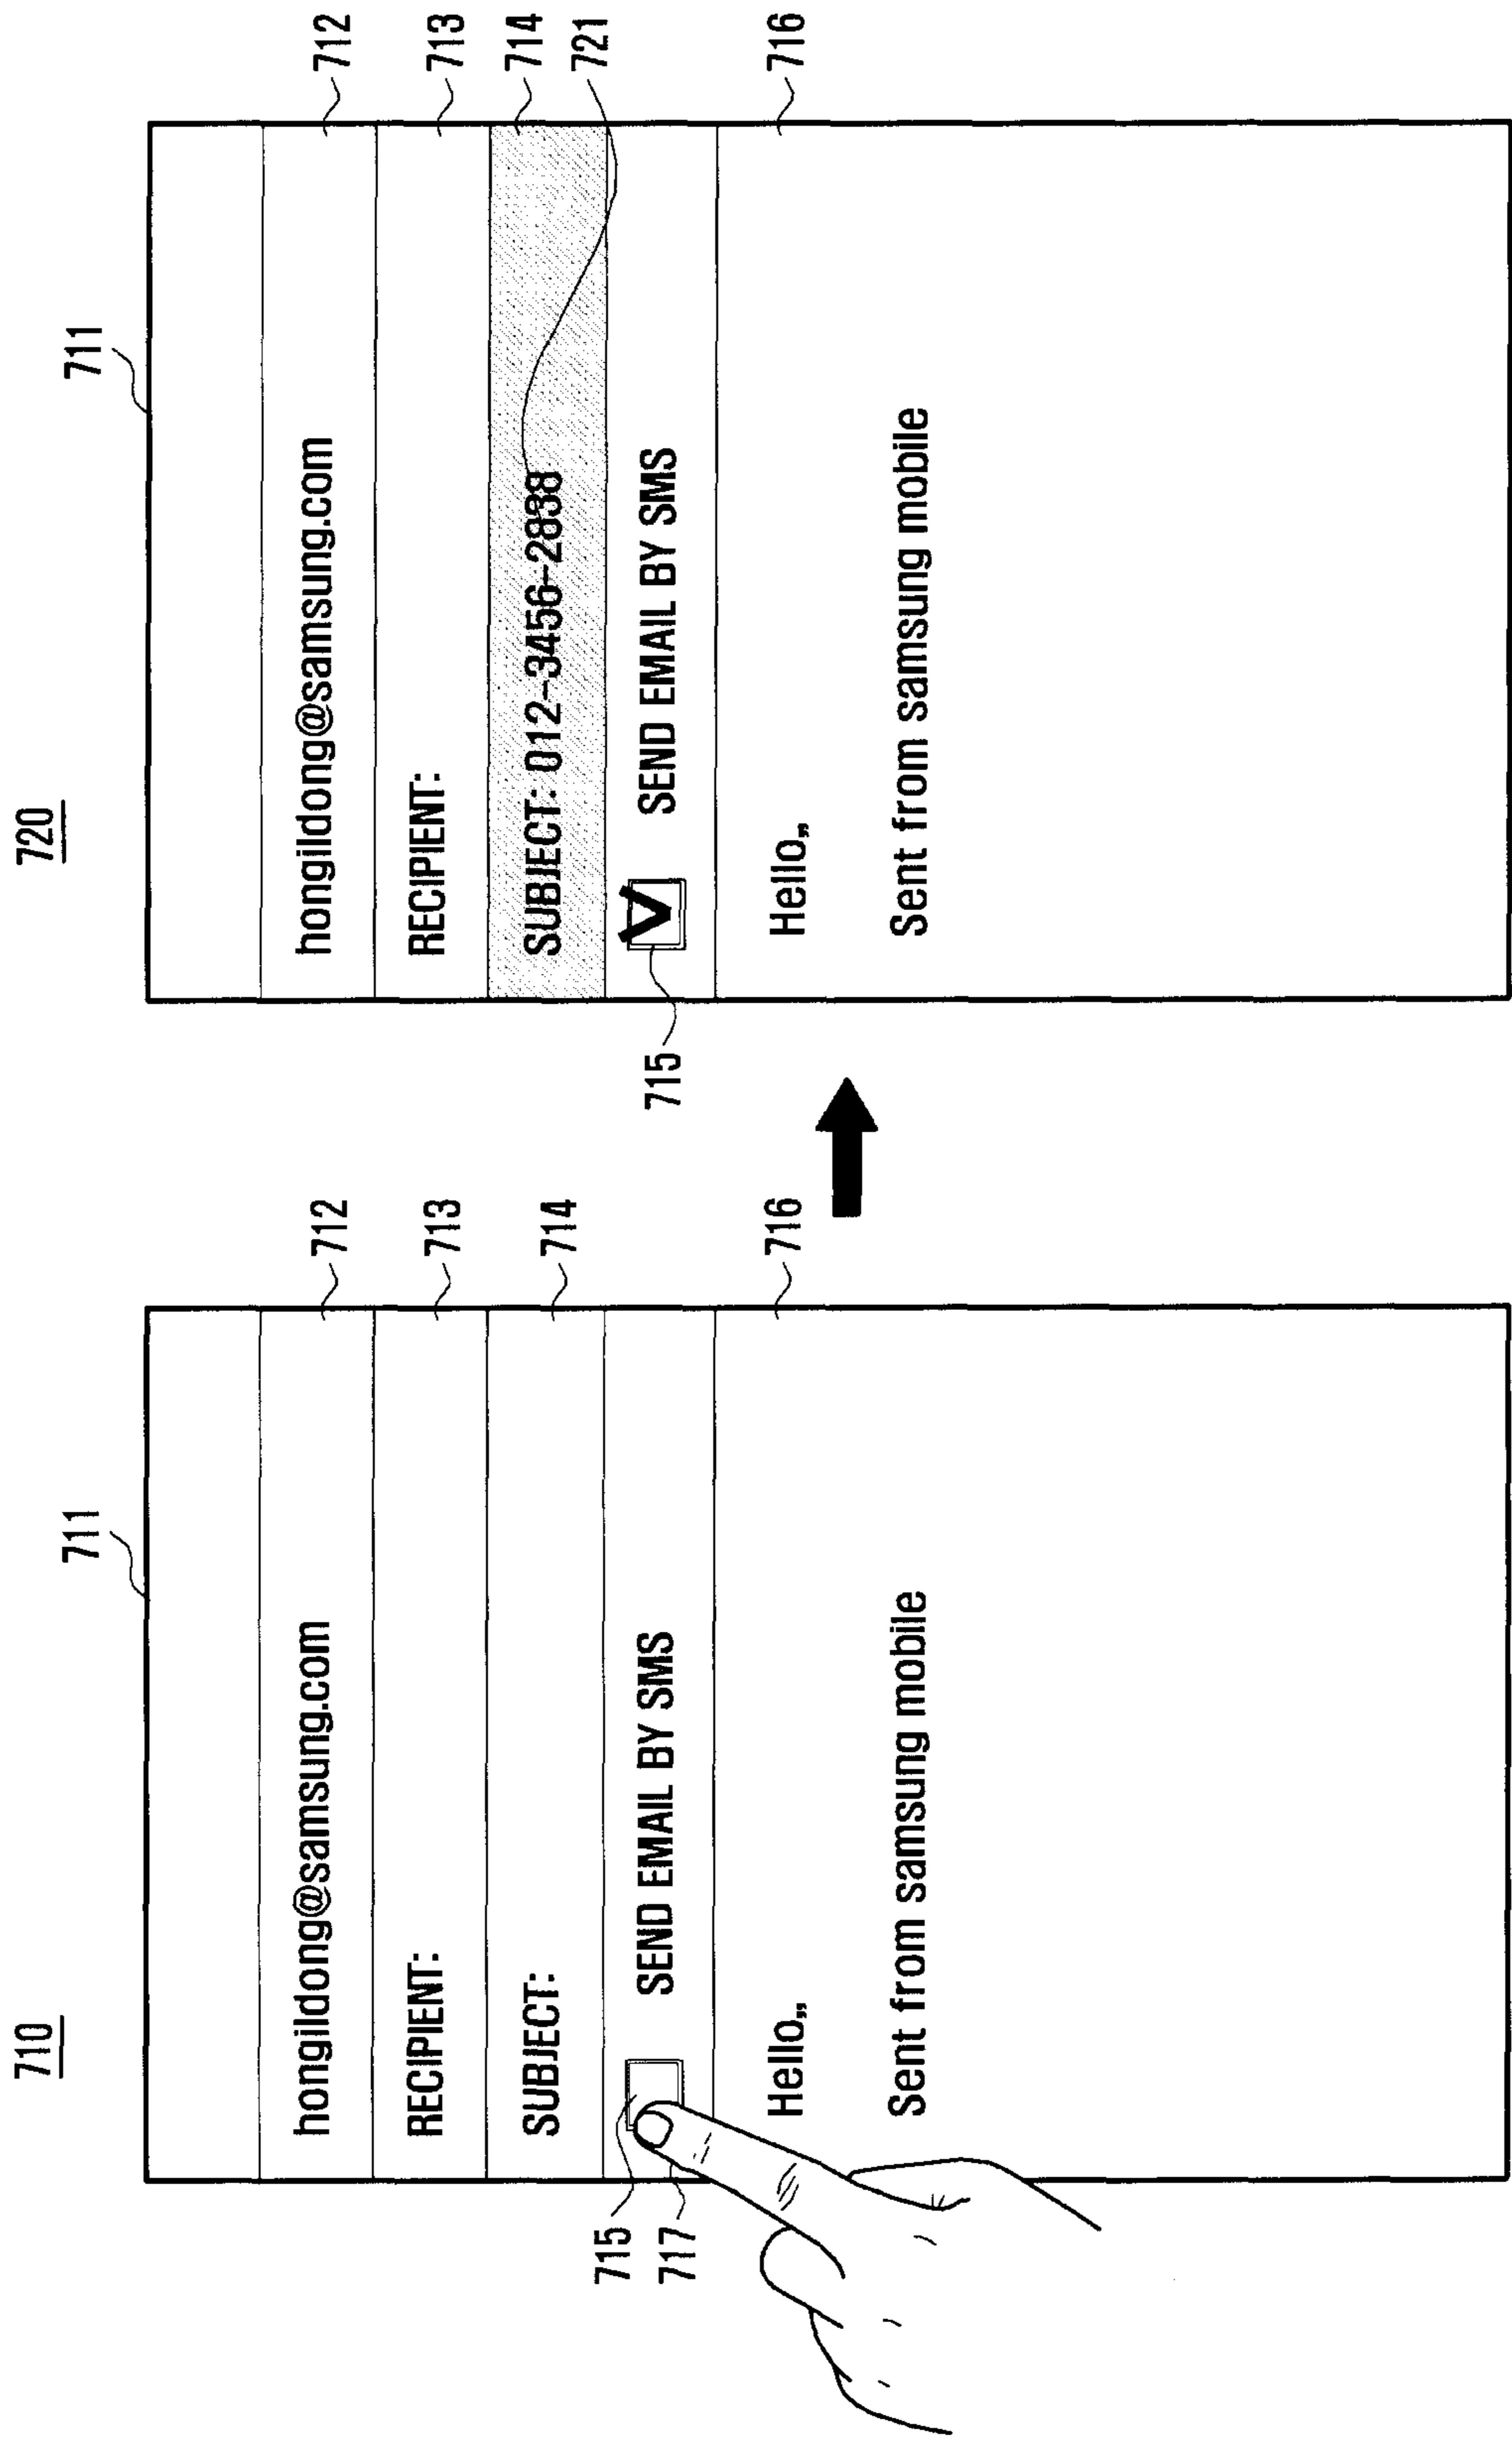 710
711
hongildong@samsung.com
712
RECIPIENT:
713
SUBJECT:
714
715
SEND EMAIL BY SMS
717
Hello,,
716
Sent from samsung mobile
720
711
hongildong@samsung.com
712
RECIPIENT:
713
SUBJECT: 012-3456-2838
714
721
715
SEND EMAIL BY SMS
Hello,,
716
Sent from samsung mobile